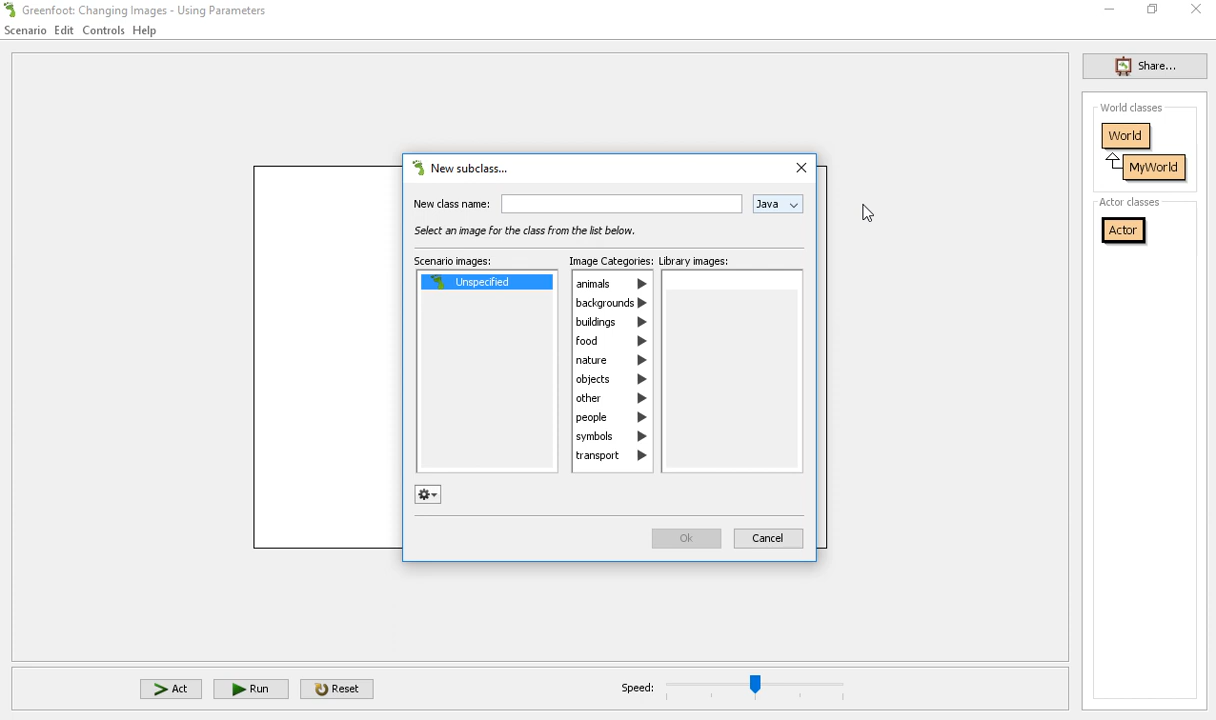 Greenfoot: Changing Images - Using Parameters
Scenario Edit Controls Help
Share...
World classes
World
MyWorld
Actor classes
Actor
New subclass...
New class name:
Java
Select an image for the class from the list below.
Scenario images:
Image Categories:
Library images:
Unspecified
animals
backgrounds
buildings
food
nature
objects
other
people
symbols
transport
Ok
Cancel
Act
Run
Reset
Speed: